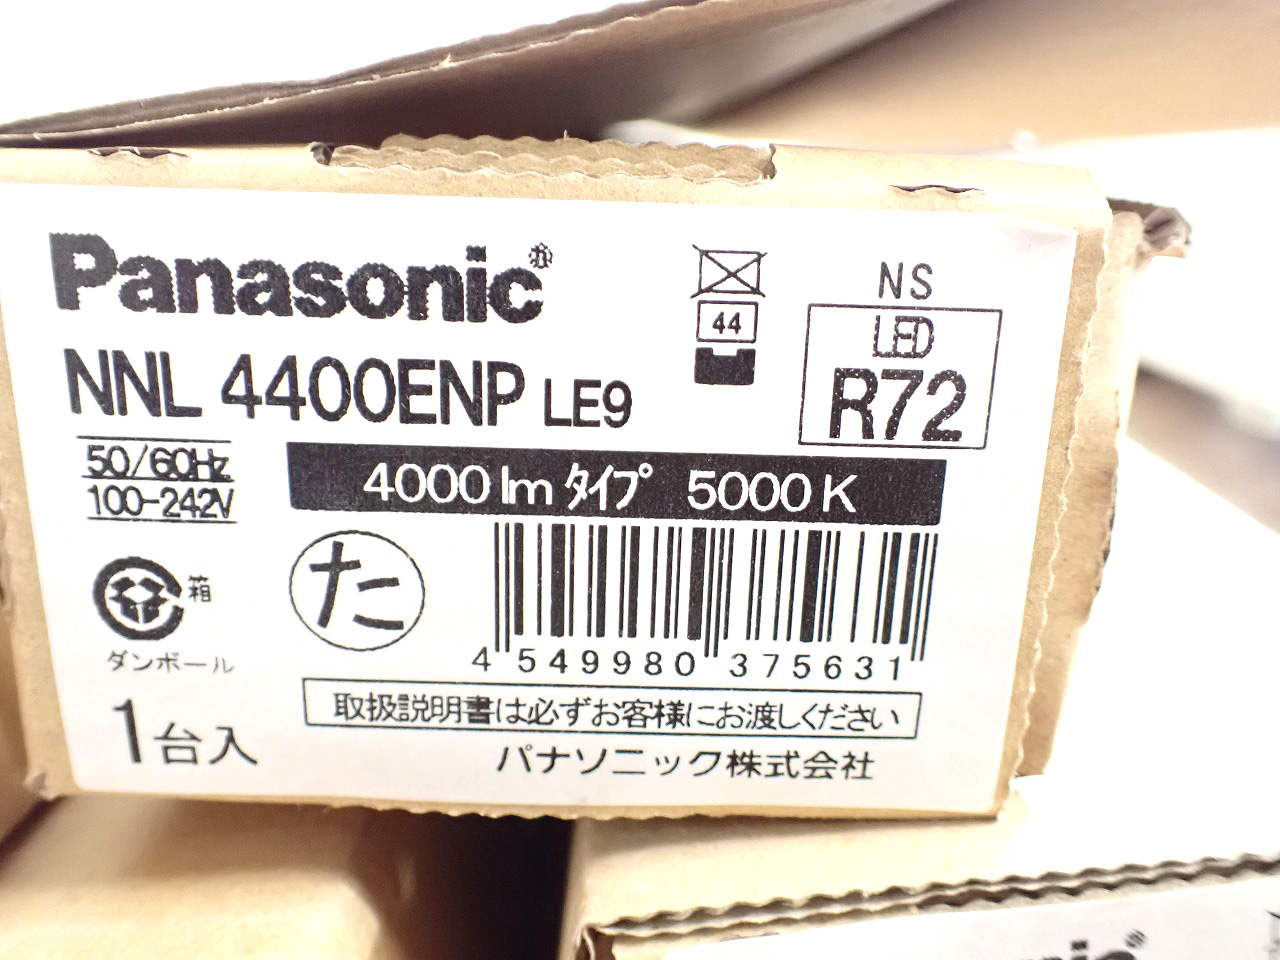 Panasonic
NNL 4400ENP LE9
44
NS
LED
R72
50/60Hz
100-242V
4000 lm タイプ 5000K
た
箱
ダンボール
4 549980 375631
1台入
取扱説明書は必ずお客様にお渡しください
パナソニック株式会社